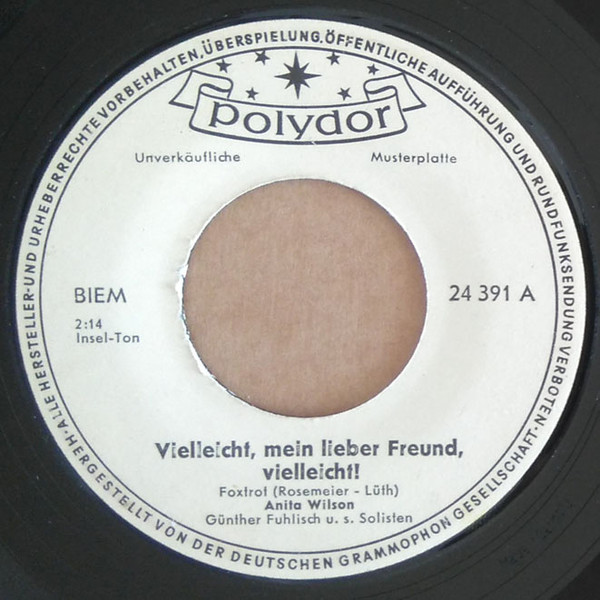 ALLE HERSTELLER-UND URHEBERRECHTE VORBEHALTEN, ÜBERSPIELUNG, ÖFFENTLICHE AUFFÜHRUNG UND RUNDFUNKSENDUNG VERBOTEN.
polydor
Unverkäufliche Musterplatte
BIEM 24 391 A
2:14
Insel-Ton
Vielleicht, mein lieber Freund,
vielleicht!
Foxtrot (Rosemeier - Lüth)
Anita Wilson
Günther Fuhlisch u. s. Solisten
HERGESTELLT VON DER DEUTSCHEN GRAMMOPHON GESELLSCHAFT